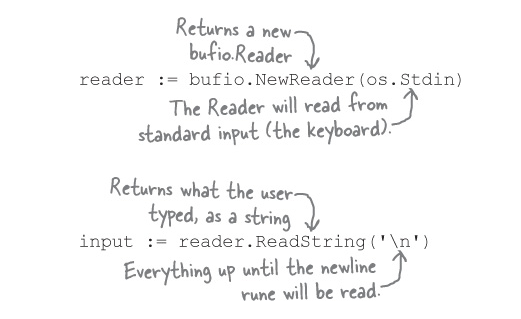 Returns a new
bufio.Reader
reader := bufio.NewReader(os.Stdin)
The Reader will read from
standard input (the keyboard).
Returns what the user
typed, as a string
input := reader.ReadString('\n')
Everything up until the newline
rune will be read.